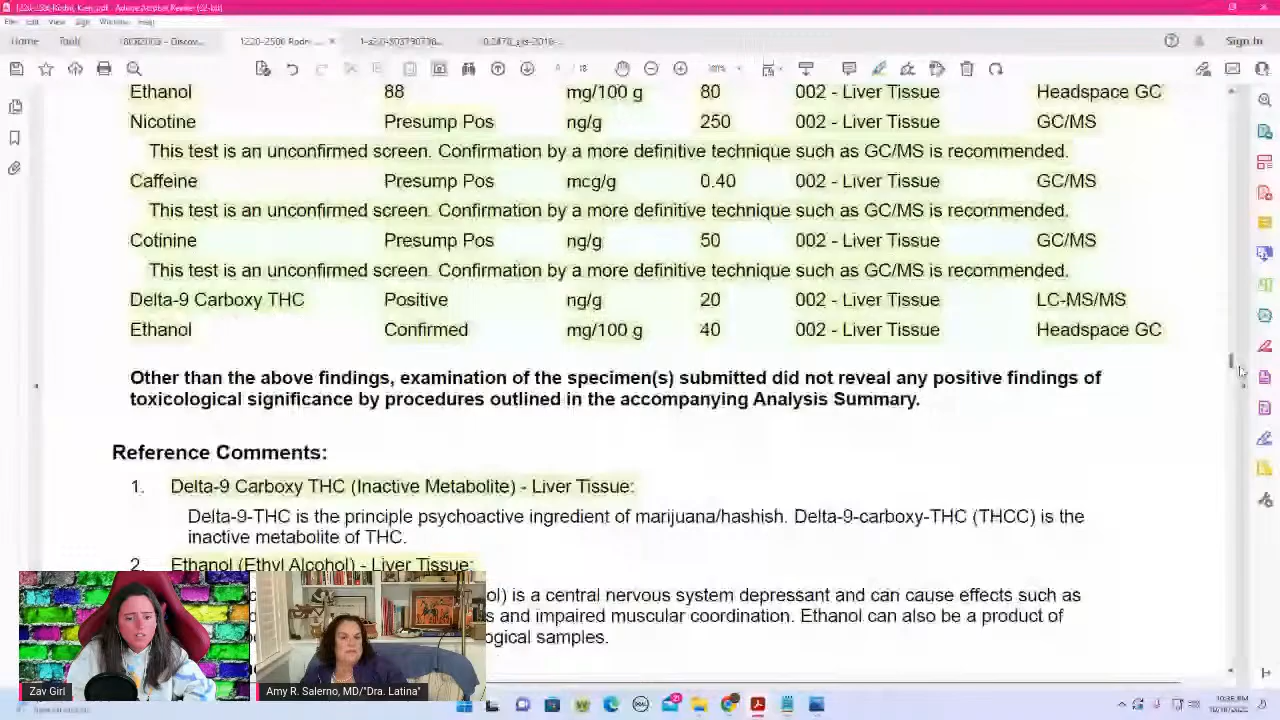 Home Tools
Sign In
Ethanol 88 mg/100 g 80 002 - Liver Tissue Headspace GC
Nicotine Presump Pos ng/g 250 002 - Liver Tissue GC/MS
This test is an unconfirmed screen. Confirmation by a more definitive technique such as GC/MS is recommended.
Caffeine Presump Pos mcg/g 0.40 002 - Liver Tissue GC/MS
This test is an unconfirmed screen. Confirmation by a more definitive technique such as GC/MS is recommended.
Cotinine Presump Pos ng/g 50 002 - Liver Tissue GC/MS
This test is an unconfirmed screen. Confirmation by a more definitive technique such as GC/MS is recommended.
Delta-9 Carboxy THC Positive ng/g 20 002 - Liver Tissue LC-MS/MS
Ethanol Confirmed mg/100 g 40 002 - Liver Tissue Headspace GC
Other than the above findings, examination of the specimen(s) submitted did not reveal any positive findings of
toxicological significance by procedures outlined in the accompanying Analysis Summary.
Reference Comments:
1. Delta-9 Carboxy THC (Inactive Metabolite) - Liver Tissue:
Delta-9-THC is the principle psychoactive ingredient of marijuana/hashish. Delta-9-carboxy-THC (THCC) is the
inactive metabolite of THC.
2. Ethanol (Ethyl Alcohol) - Liver Tissue:
ol) is a central nervous system depressant and can cause effects such as
s and impaired muscular coordination. Ethanol can also be a product of
ogical samples.
Zav Girl
Amy R. Salerno, MD/"Dra. Latina"